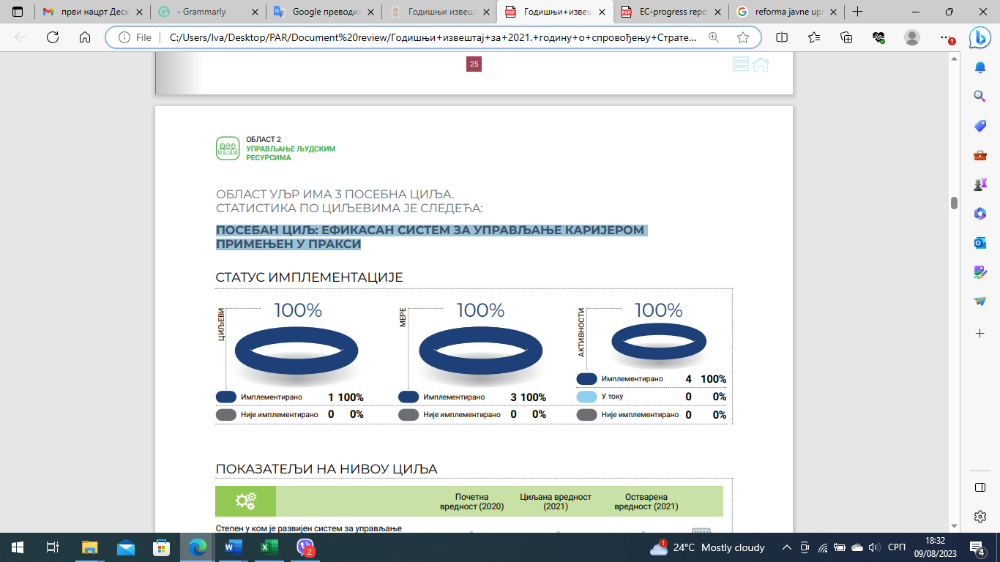 први нацрт Деск
- Grammarly
Google преводил
Годишњи извешт
Годишњи+извеш
EC-progress repo
reforma javne upr
File
C:/Users/Iva/Desktop/PAR/Document%20review/Годишњи+извештај+за+2021.+годину+о+спровођењу+Страте...
25
ОБЛАСТ 2
УПРАВЉАЊЕ ЉУДСКИМ
РЕСУРСИМА
ОБЛАСТ УЉР ИМА 3 ПОСЕБНА ЦИЉА.
СТАТИСТИКА ПО ЦИЉЕВИМА ЈЕ СЛЕДЕЋА:
ПОСЕБАН ЦИЉ: ЕФИКАСАН СИСТЕМ ЗА УПРАВЉАЊЕ КАРИЈЕРОМ
ПРИМЕЊЕН У ПРАКСИ
СТАТУС ИМПЛЕМЕНТАЦИЈЕ
ЦИЉЕВИ
100%
Имплементирано 1 100%
Није имплементирано 0 0%
МЕРЕ
100%
Имплементирано 3 100%
Није имплементирано 0 0%
АКТИВНОСТИ
100%
Имплементирано 4 100%
У току 0 0%
Није имплементирано 0 0%
ПОКАЗАТЕЉИ НА НИВОУ ЦИЉА
Почетна
вредност (2020)
Циљана вредност
(2021)
Остварена
вредност (2021)
Степен у ком је развијен систем за управљање
1
24°C Mostly cloudy
СРП
18:32
09/08/2023
4
2